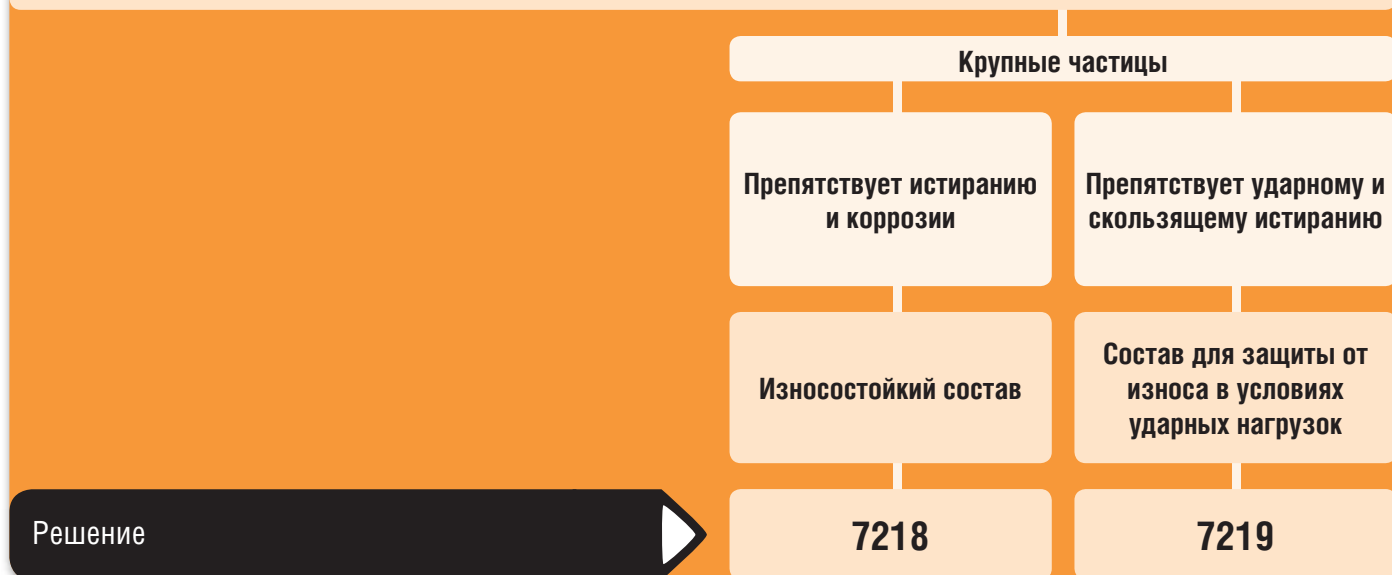 Крупные частицы
Препятствует истиранию
и коррозии
Препятствует ударному и
скользящему истиранию
Износостойкий состав
Состав для защиты от
износа в условиях
ударных нагрузок
Решение
7218
7219